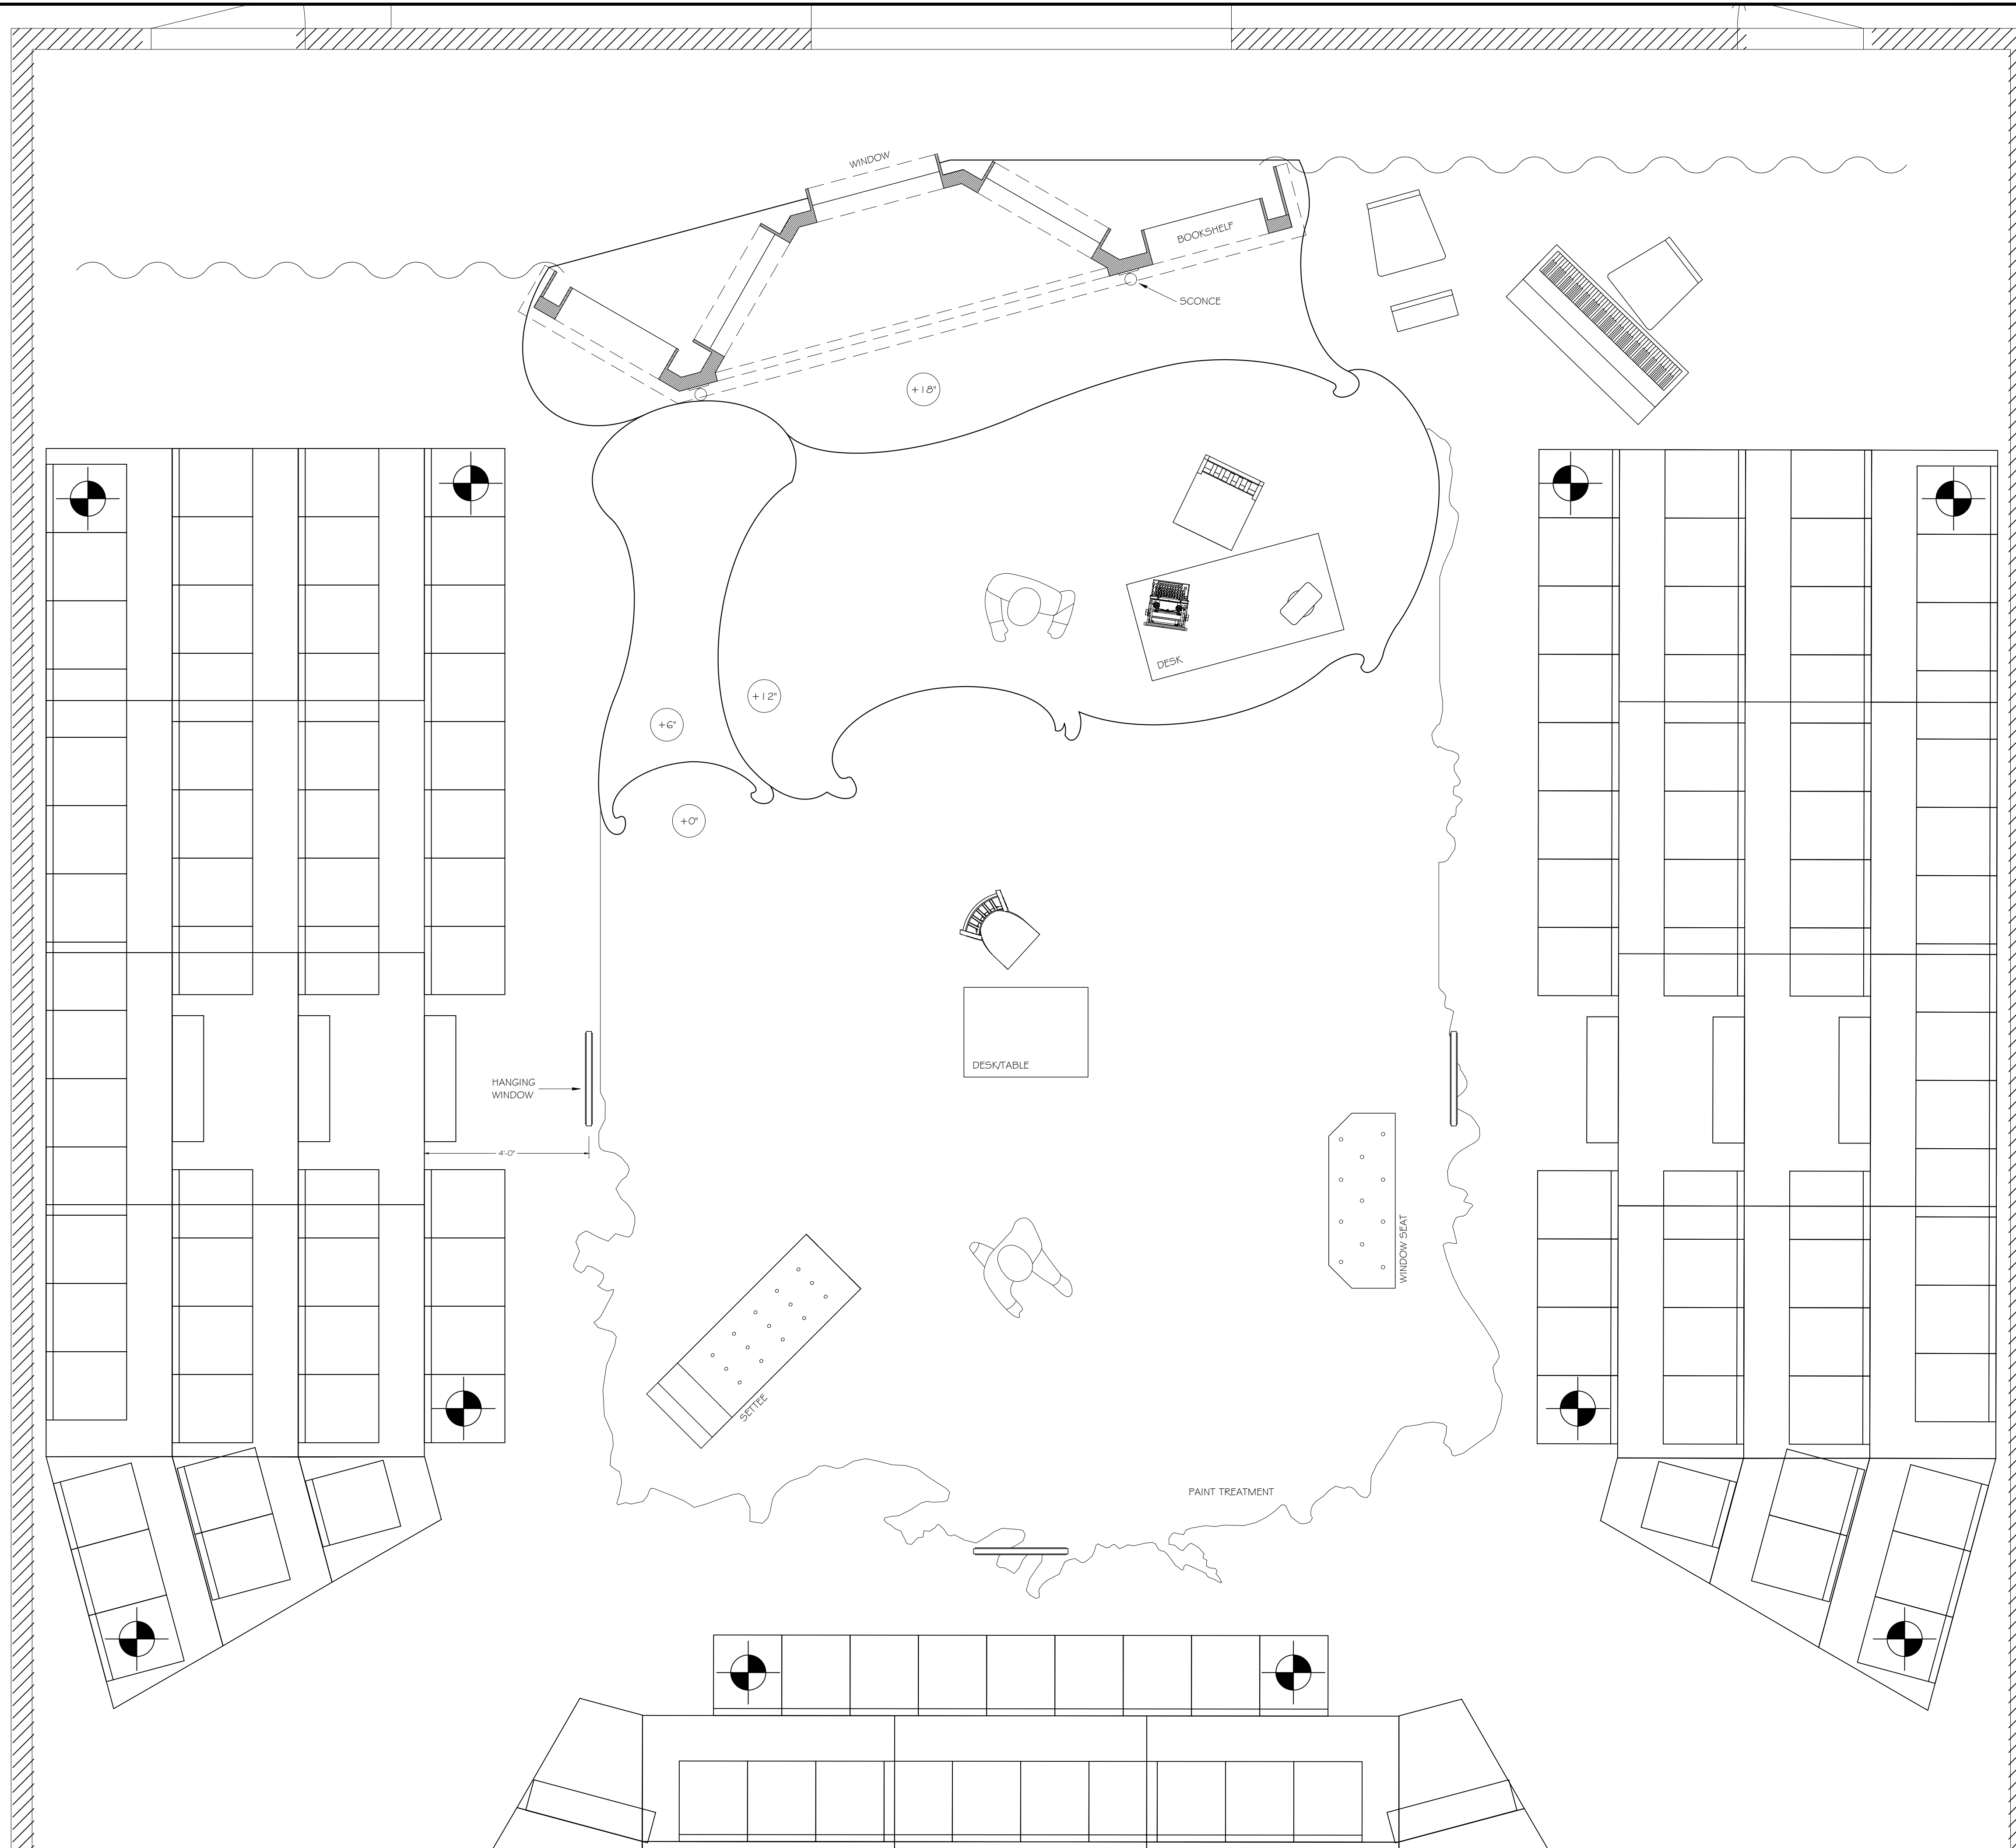 WINDOW
BOOKSHELF
SCONCE
+18"
DESK
+12"
+6"
+0"
DESK/TABLE
HANGING
WINDOW
4'-0"
WINDOW SEAT
SETTEE
PAINT TREATMENT